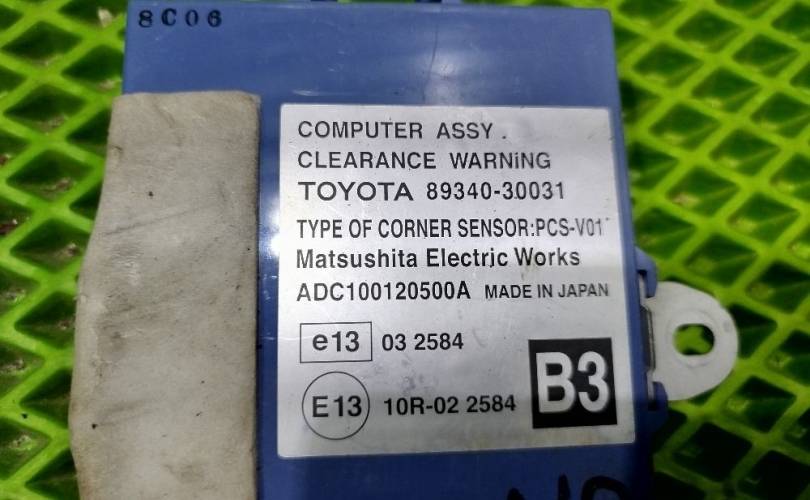 8C06
COMPUTER ASSY.
CLEARANCE WARNiNG
TOYOTA 89340-30031
TYPE OF CORNER SENSOR:PCS-V01
Matsushita Electric Works
ADC100120500A MADE IN JAPAN
e13 03 2584
E13 10R-02 2584
B3